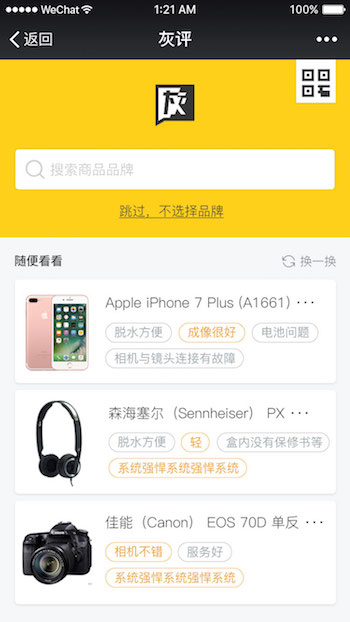 WeChat 1:21 AM 100%
返回 灰评 •••
灰
搜索商品品牌
跳过，不选择品牌
随便看看 换一换
Apple iPhone 7 Plus (A1661) ···
脱水方便 成像很好 电池问题
相机与镜头连接有故障
森海塞尔（Sennheiser） PX ···
脱水方便 轻 盒内没有保修书等
系统强悍系统强悍系统
佳能（Canon） EOS 70D 单反 ···
相机不错 服务好
系统强悍系统强悍系统